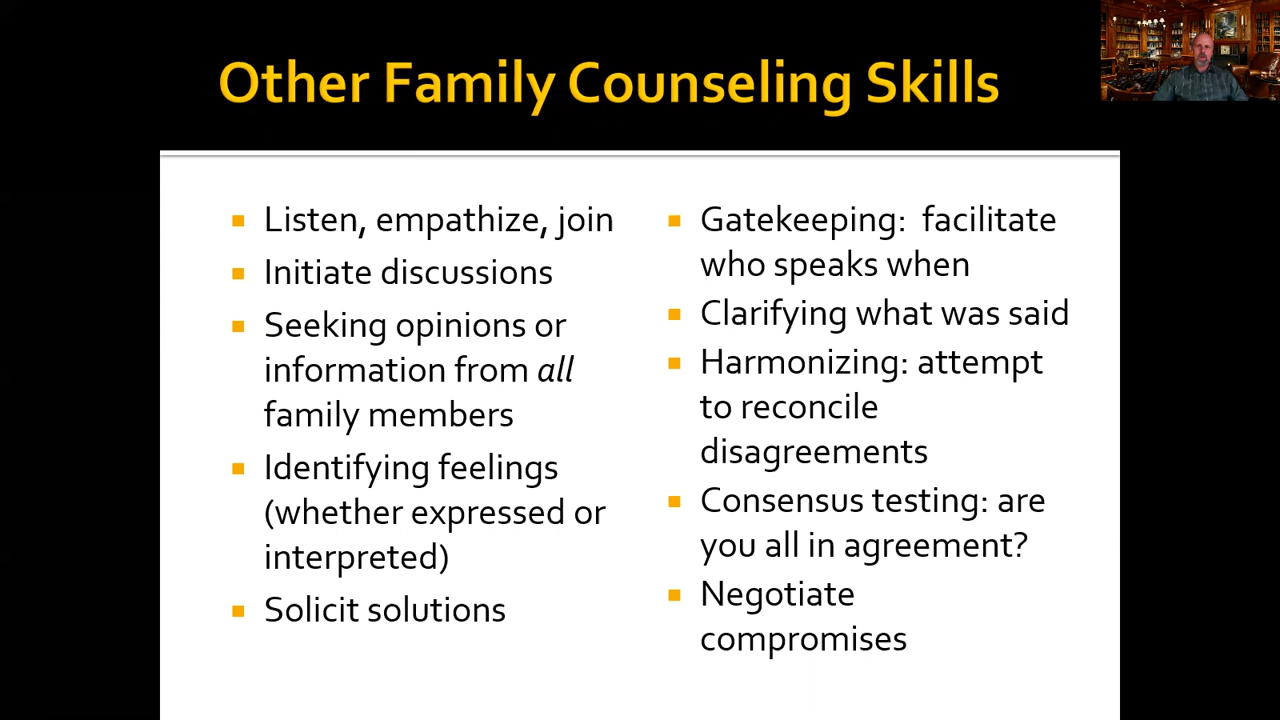 Other Family Counseling Skills
Listen, empathize, join
Initiate discussions
Seeking opinions or
information from all
family members
Identifying feelings
(whether expressed or
interpreted)
Solicit solutions
Gatekeeping: facilitate
who speaks when
Clarifying what was said
Harmonizing: attempt
to reconcile
disagreements
Consensus testing: are
you all in agreement?
Negotiate
compromises